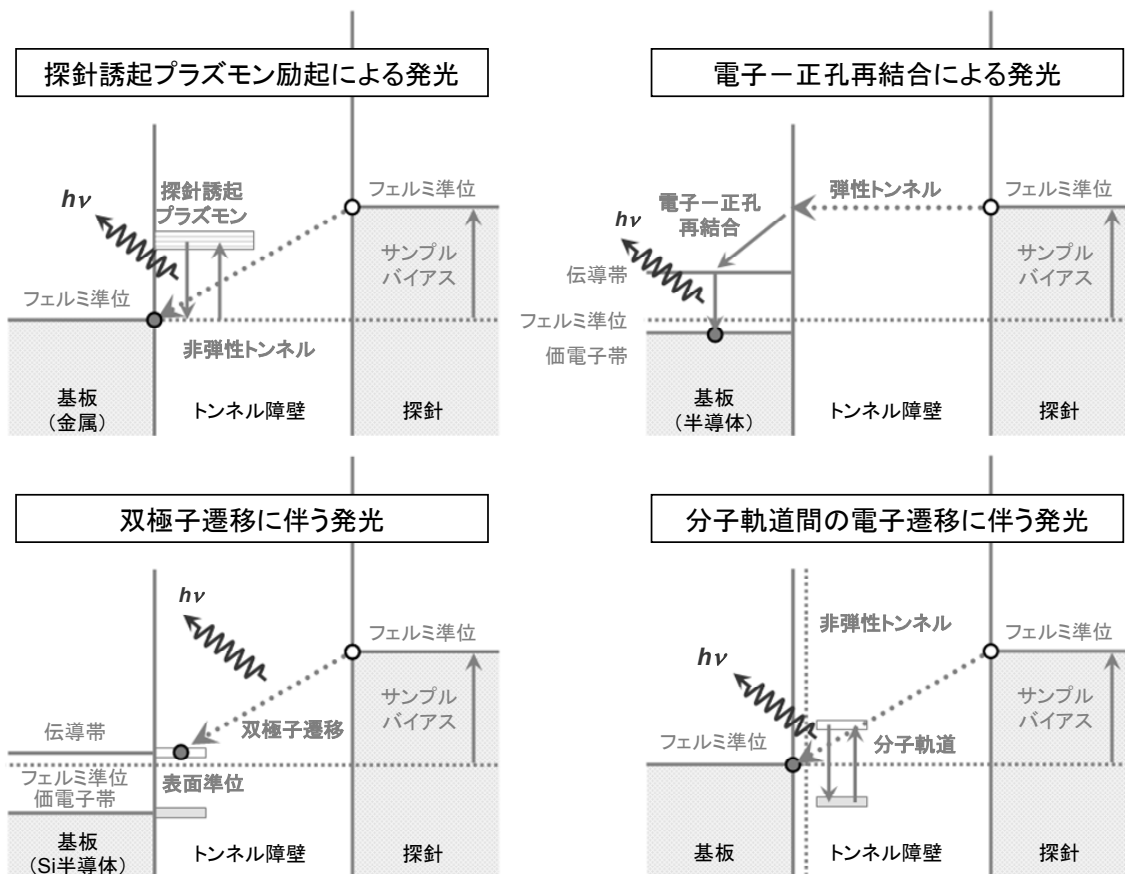 探針誘起プラズモン励起による発光
hν
探針誘起
プラズモン
フェルミ準位
サンプル
バイアス
フェルミ準位
非弾性トンネル
基板
(金属)
トンネル障壁
探針
電子－正孔再結合による発光
hν
電子－正孔
再結合
弾性トンネル
フェルミ準位
サンプル
バイアス
伝導帯
フェルミ準位
価電子帯
基板
(半導体)
トンネル障壁
探針
双極子遷移に伴う発光
hν
フェルミ準位
サンプル
バイアス
双極子遷移
伝導帯
フェルミ準位
価電子帯
表面準位
基板
(Si半導体)
トンネル障壁
探針
分子軌道間の電子遷移に伴う発光
非弾性トンネル
hν
フェルミ準位
サンプル
バイアス
フェルミ準位
分子軌道
基板
トンネル障壁
探針